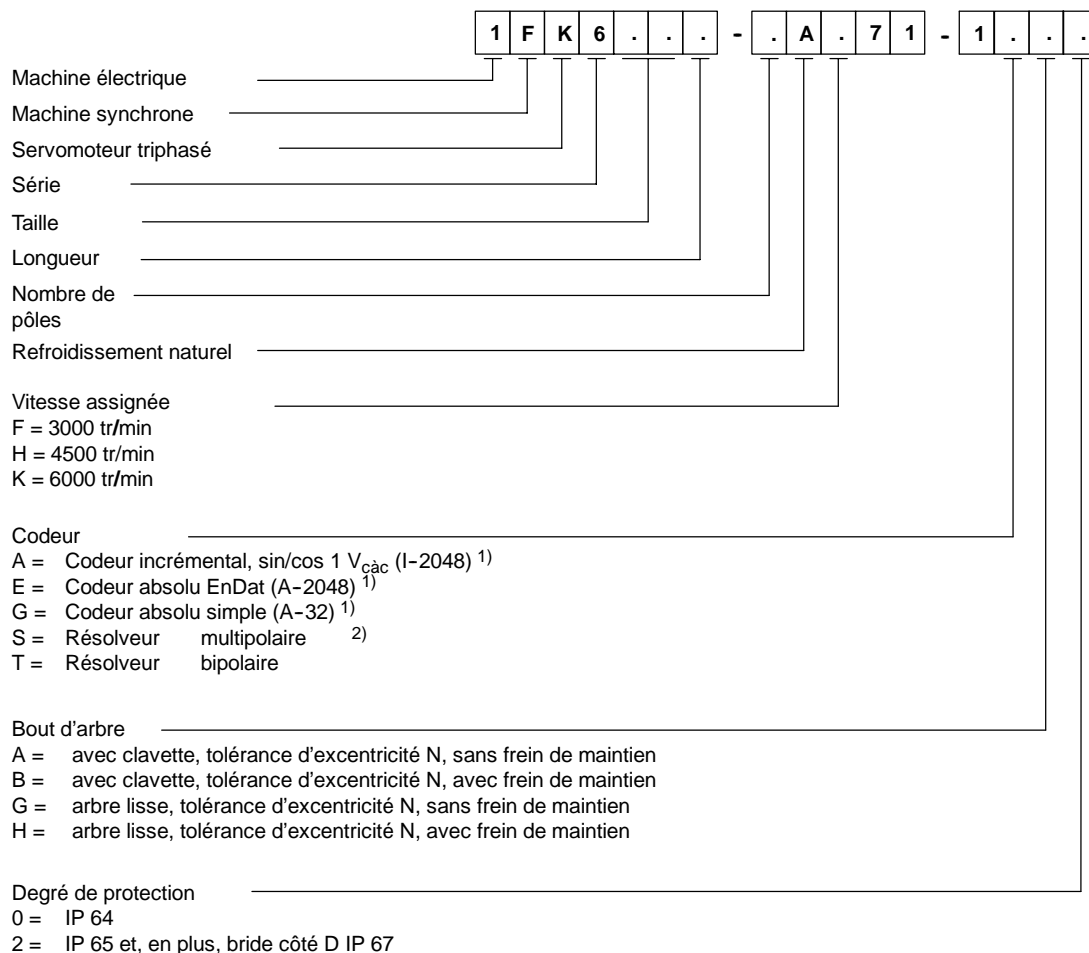 1 F K 6 . . . - . A . 7 1 - 1 . . .
Machine électrique
Machine synchrone
Servomoteur triphasé
Série
Taille
Longueur
Nombre de
pôles
Refroidissement naturel
Vitesse assignée
F = 3000 tr/min
H = 4500 tr/min
K = 6000 tr/min
Codeur
A = Codeur incrémental, sin/cos 1 Vcàc (I-2048) 1)
E = Codeur absolu EnDat (A-2048) 1)
G = Codeur absolu simple (A-32) 1)
S = Résolveur multipolaire 2)
T = Résolveur bipolaire
Bout d'arbre
A = avec clavette, tolérance d'excentricité N, sans frein de maintien
B = avec clavette, tolérance d'excentricité N, avec frein de maintien
G = arbre lisse, tolérance d'excentricité N, sans frein de maintien
H = arbre lisse, tolérance d'excentricité N, avec frein de maintien
Degré de protection
0 = IP 64
2 = IP 65 et, en plus, bride côté D IP 67